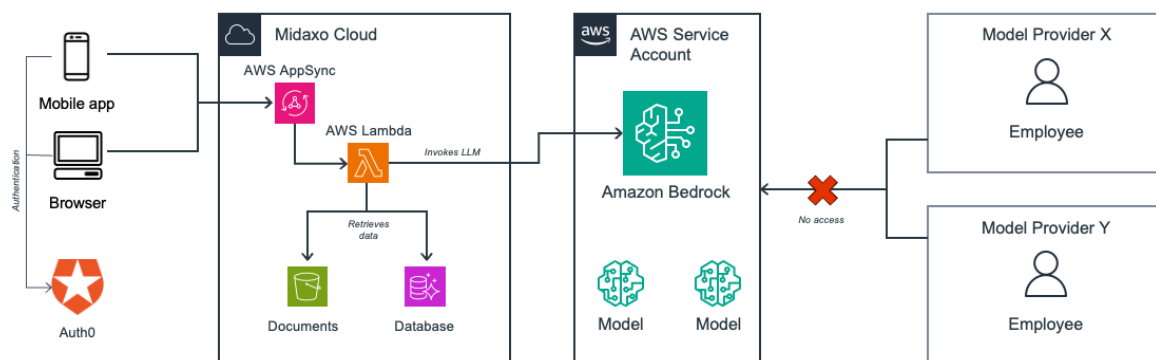 Mobile app
Browser
Authentication
Auth0
Midaxo Cloud
AWS AppSync
AWS Lambda
Invokes LLM
Retrieves
data
Documents
Database
aws
AWS Service
Account
Amazon Bedrock
Model
Model
No access
Model Provider X
Employee
Model Provider Y
Employee